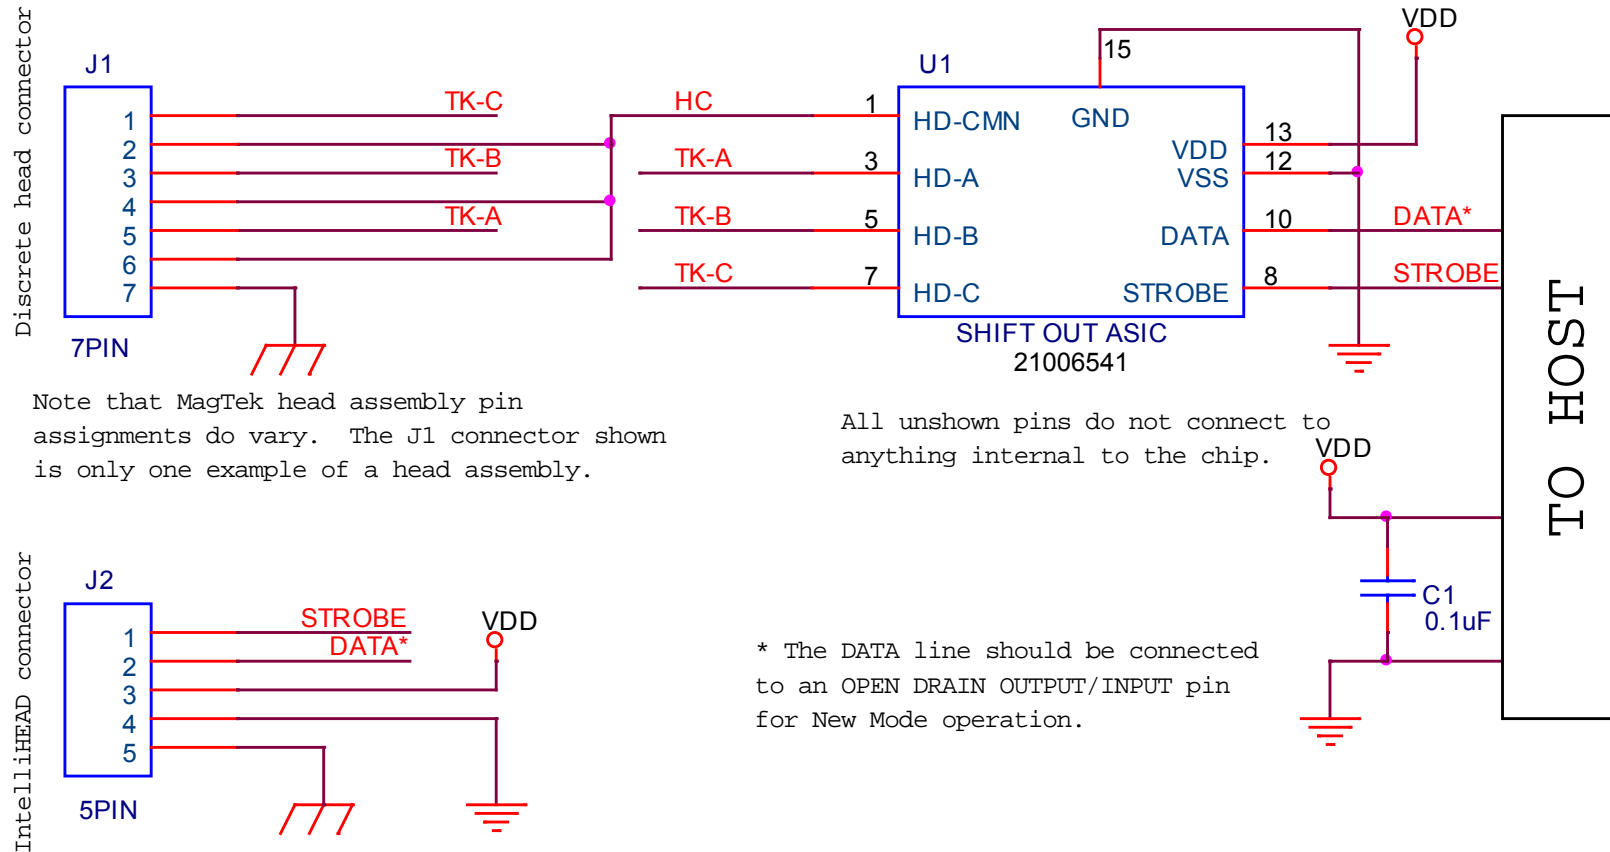 Discrete head connector
J1
1
2
3
4
5
6
7
TK-C
TK-B
TK-A
7PIN
HC
TK-A
TK-B
TK-C
U1
1
3
5
7
HD-CMN
HD-A
HD-B
HD-C
GND
15
VDD
VSS
DATA
STROBE
13
12
10
8
VDD
DATA*
STROBE
SHIFT OUT ASIC
21006541
TO HOST
Note that MagTek head assembly pin
assignments do vary. The J1 connector shown
is only one example of a head assembly.
All unshown pins do not connect to
anything internal to the chip.
VDD
C1
0.1uF
IntelliHEAD connector
J2
1
2
3
4
5
STROBE
DATA*
VDD
5PIN
* The DATA line should be connected
to an OPEN DRAIN OUTPUT/INPUT pin
for New Mode operation.